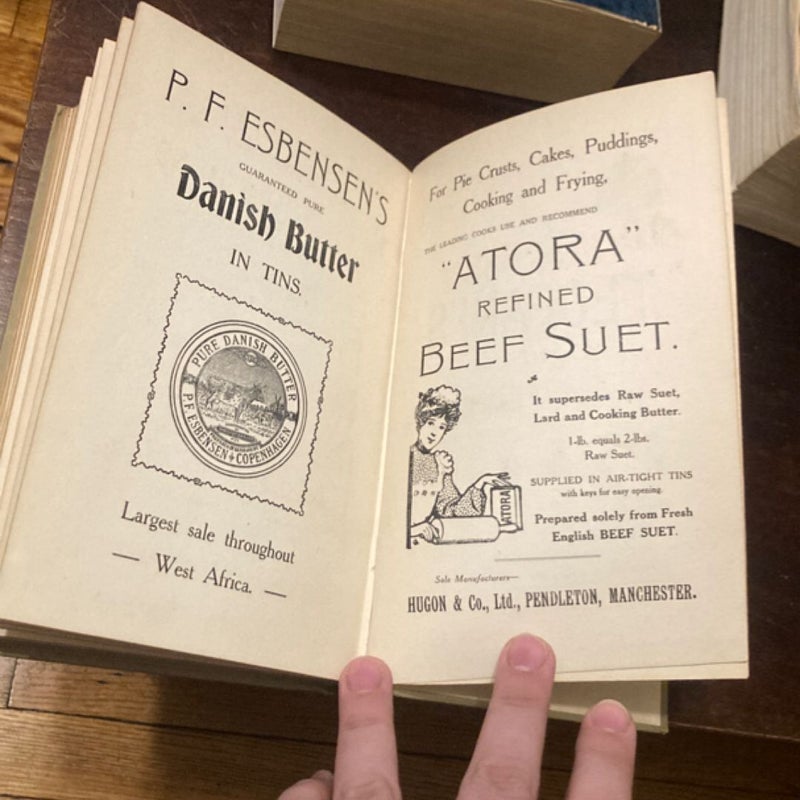 P. F. ESBENSEN'S
GUARANTEED PURE
Danish Butter
IN TINS.
PURE DANISH BUTTER
P. F. ESBENSEN + COPENHAGEN
Largest sale throughout
— West Africa. —
For Pie Crusts, Cakes, Puddings,
Cooking and Frying,
THE LEADING COOKS USE AND RECOMMEND
"ATORA"
REFINED
BEEF SUET.
It supersedes Raw Suet,
Lard and Cooking Butter.
1-lb. equals 2-lbs.
Raw Suet.
SUPPLIED IN AIR-TIGHT TINS
with keys for easy opening.
Prepared solely from Fresh
English BEEF SUET.
ATORA
Sole Manufacturers—
HUGON & Co., Ltd., PENDLETON, MANCHESTER.